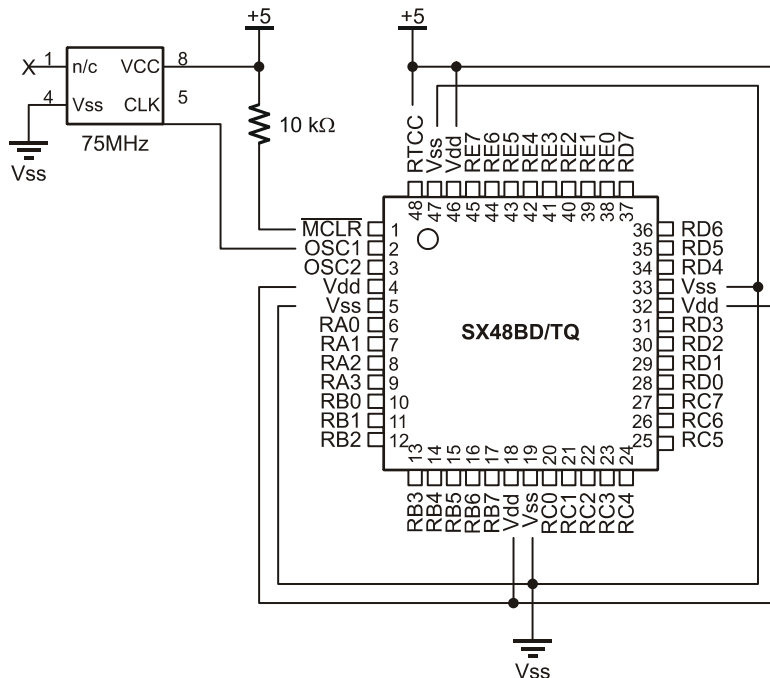 +5
+5
1
n/c
VCC
8
4
Vss
CLK
5
75MHz
Vss
10 kΩ
RTCC
Vss
Vdd
RE7
RE6
RE5
RE4
RE3
RE2
RE1
RE0
RD7
48
47
46
45
44
43
42
41
40
39
38
37
MCLR 1
OSC1 2
OSC2 3
Vdd 4
Vss 5
RA0 6
RA1 7
RA2 8
RA3 9
RB0 10
RB1 11
RB2 12
SX48BD/TQ
36 RD6
35 RD5
34 RD4
33 Vss
32 Vdd
31 RD3
30 RD2
29 RD1
28 RD0
27 RC7
26 RC6
25 RC5
13
14
15
16
17
18
19
20
21
22
23
24
RB3
RB4
RB5
RB6
RB7
Vdd
Vss
RC0
RC1
RC2
RC3
RC4
Vss